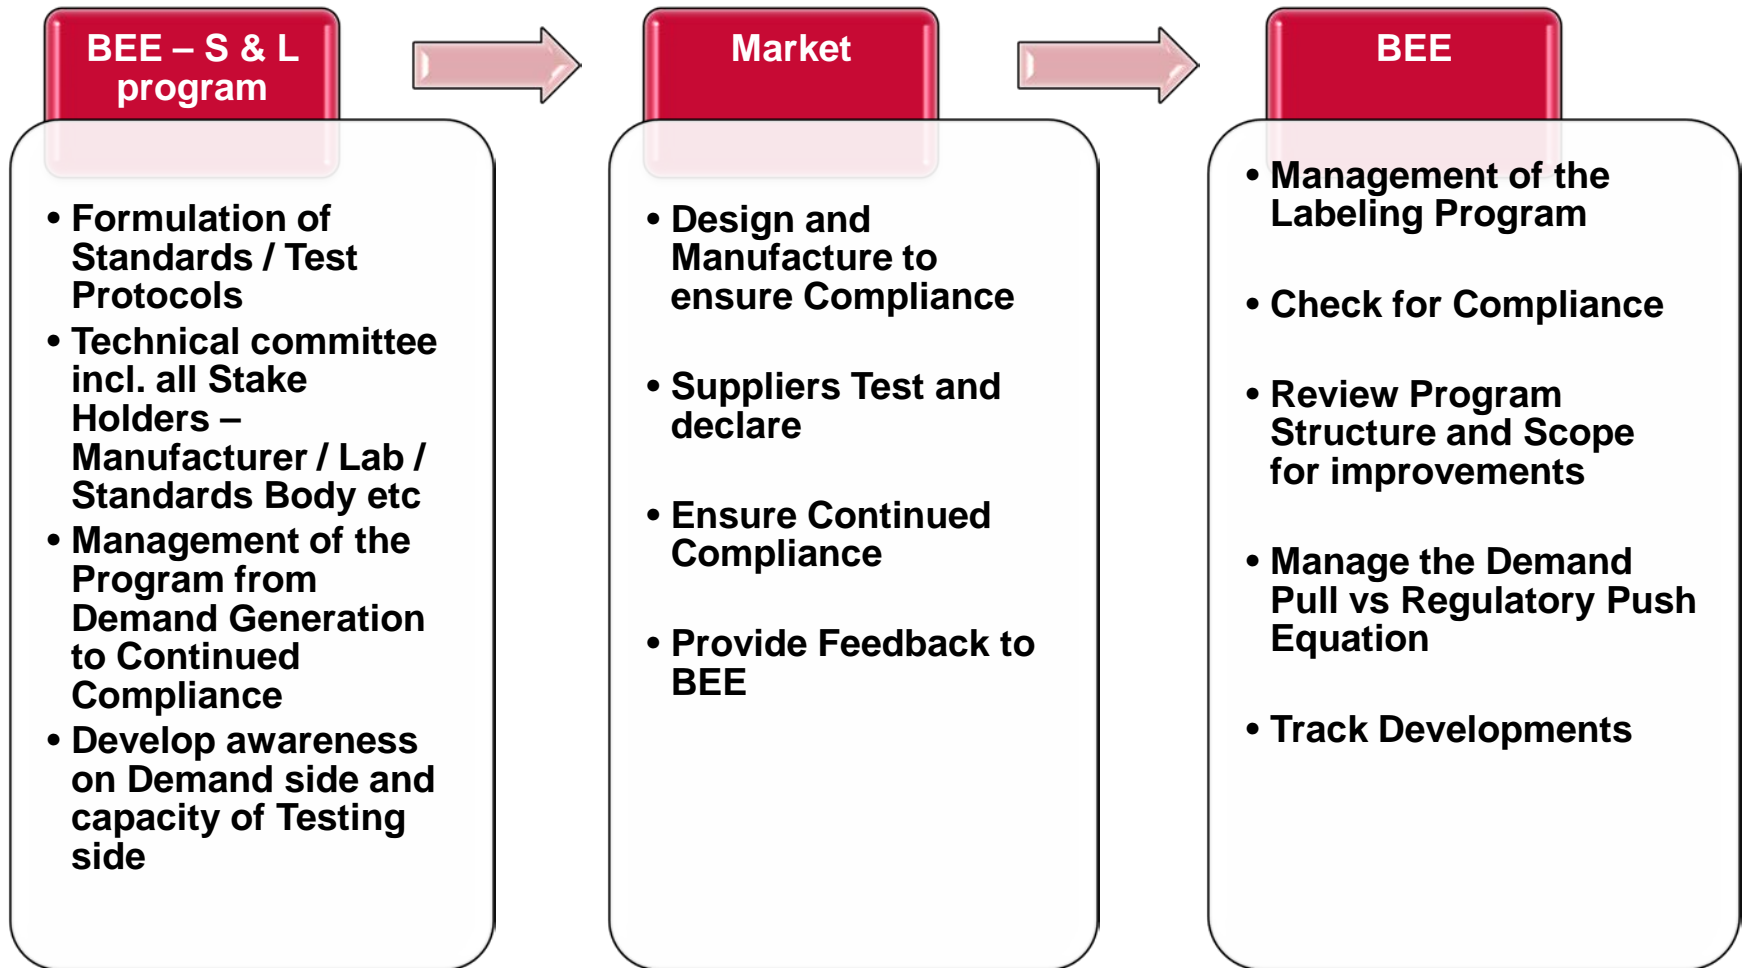 BEE – S & L
program
• Formulation of
Standards / Test
Protocols
• Technical committee
incl. all Stake
Holders –
Manufacturer / Lab /
Standards Body etc
• Management of the
Program from
Demand Generation
to Continued
Compliance
• Develop awareness
on Demand side and
capacity of Testing
side
Market
• Design and
Manufacture to
ensure Compliance
• Suppliers Test and
declare
• Ensure Continued
Compliance
• Provide Feedback to
BEE
BEE
• Management of the
Labeling Program
• Check for Compliance
• Review Program
Structure and Scope
for improvements
• Manage the Demand
Pull vs Regulatory Push
Equation
• Track Developments